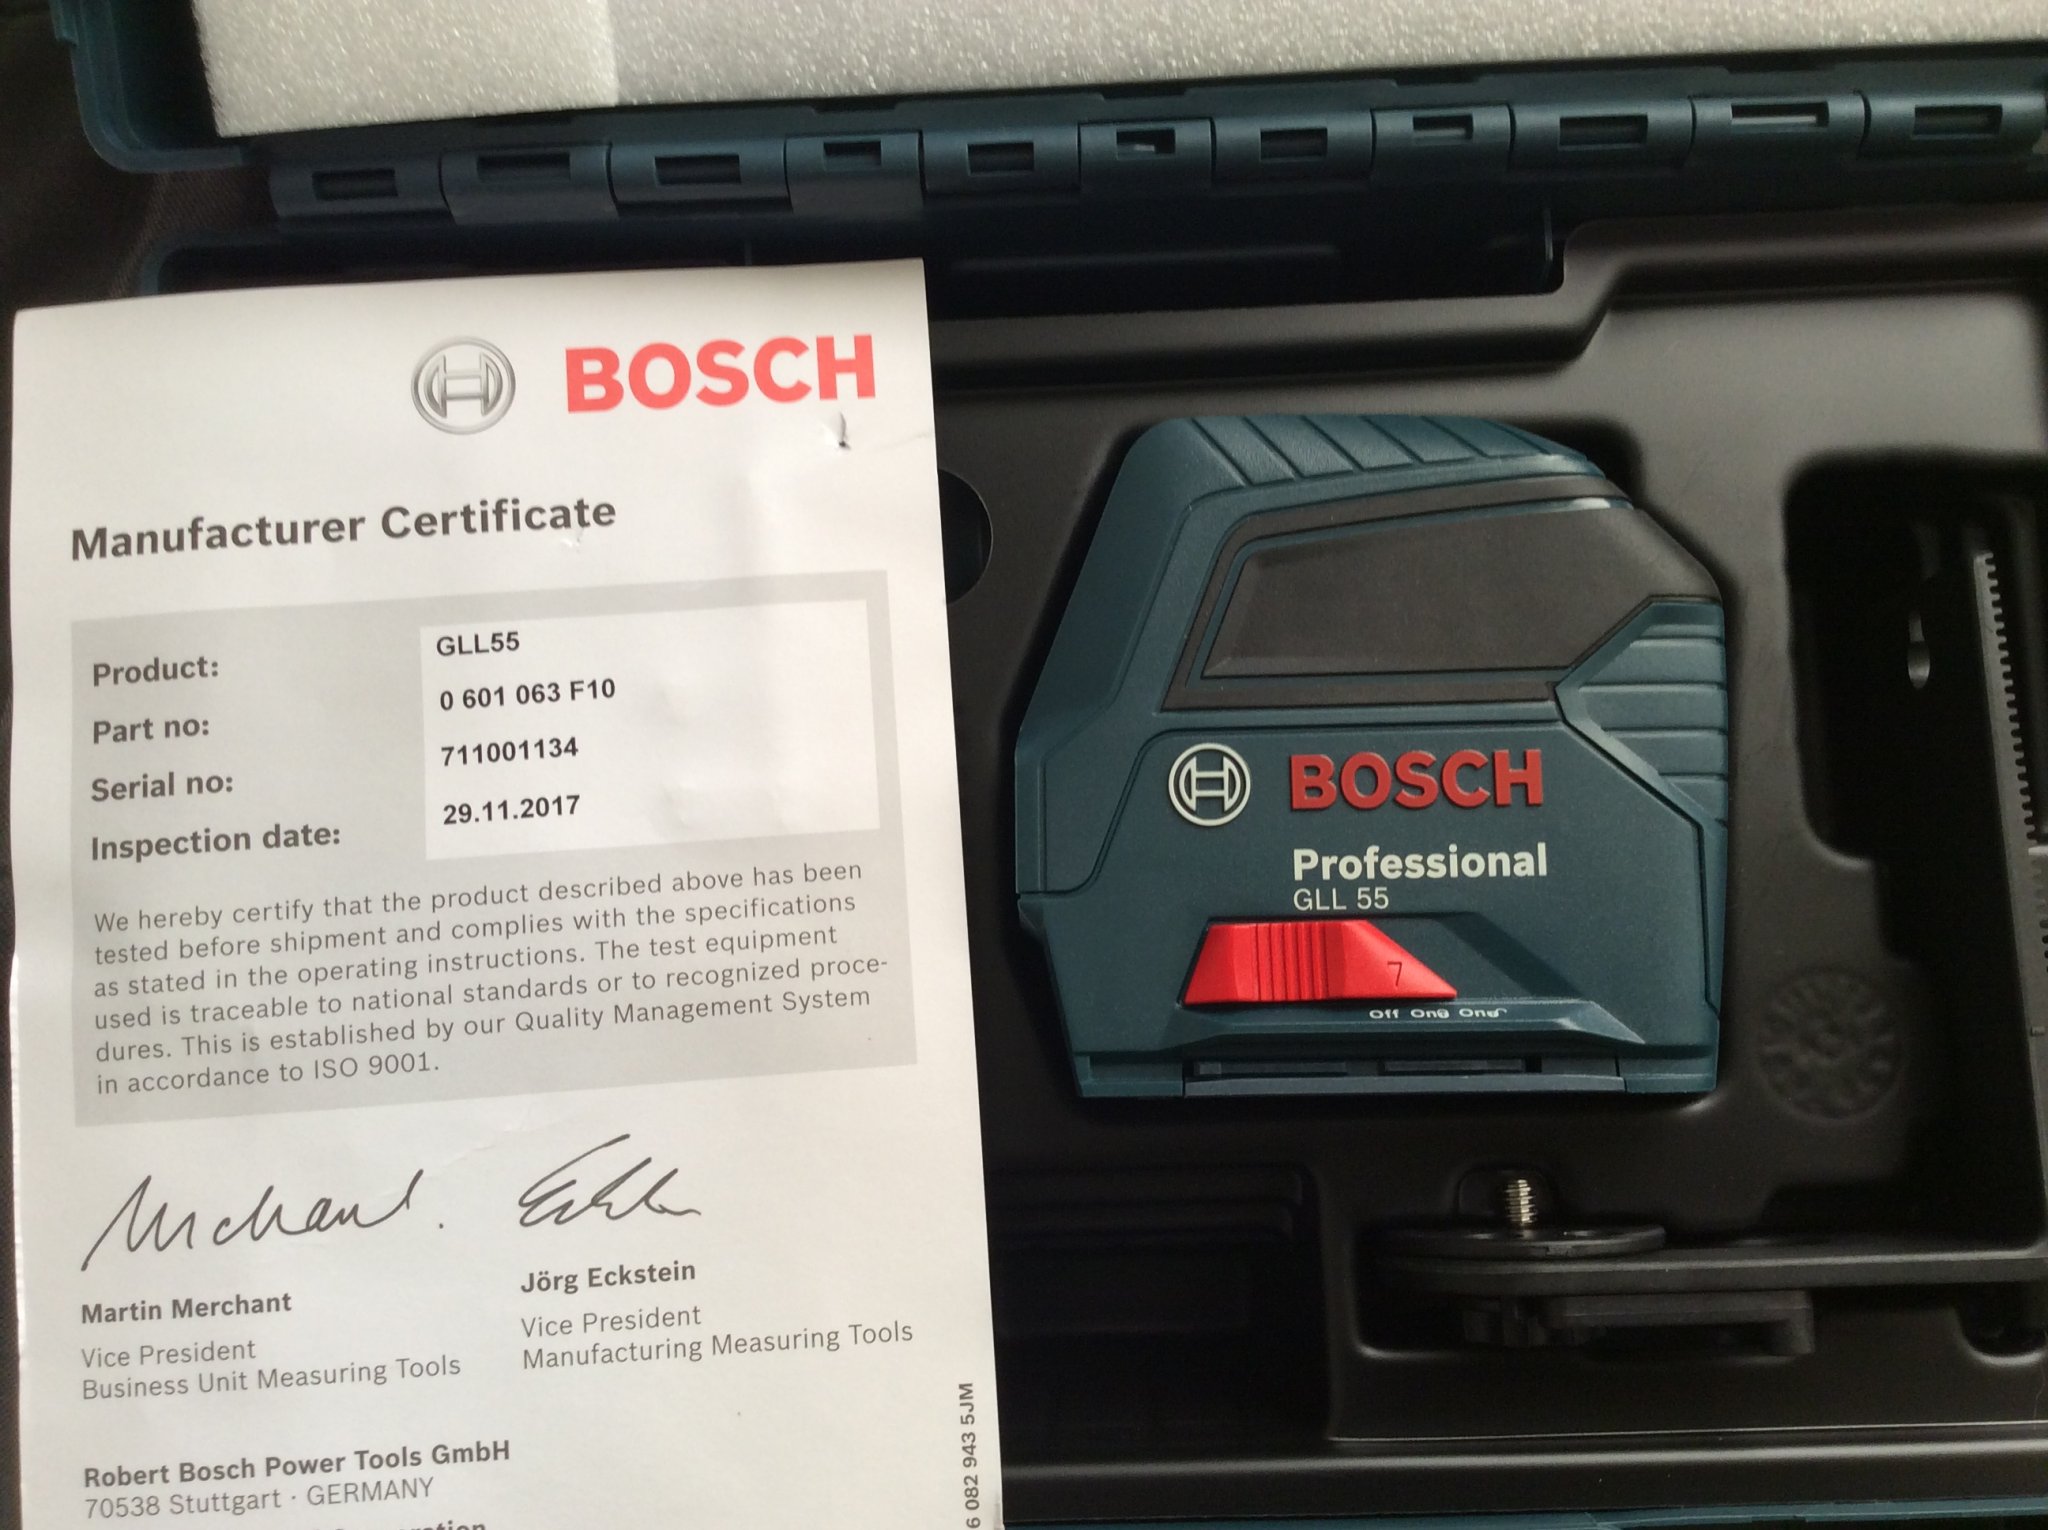 BOSCH
Manufacturer Certificate
Product: GLL55
Part no: 0 601 063 F10
Serial no: 711001134
Inspection date: 29.11.2017
We hereby certify that the product described above has been
tested before shipment and complies with the specifications
as stated in the operating instructions. The test equipment
used is traceable to national standards or to recognized proce-
dures. This is established by our Quality Management System
in accordance to ISO 9001.
Merchant.
Martin Merchant
Vice President
Business Unit Measuring Tools
Jörg Eckstein
Vice President
Manufacturing Measuring Tools
Robert Bosch Power Tools GmbH
70538 Stuttgart · GERMANY
6 082 943 5JM
BOSCH
Professional
GLL 55
Off On On